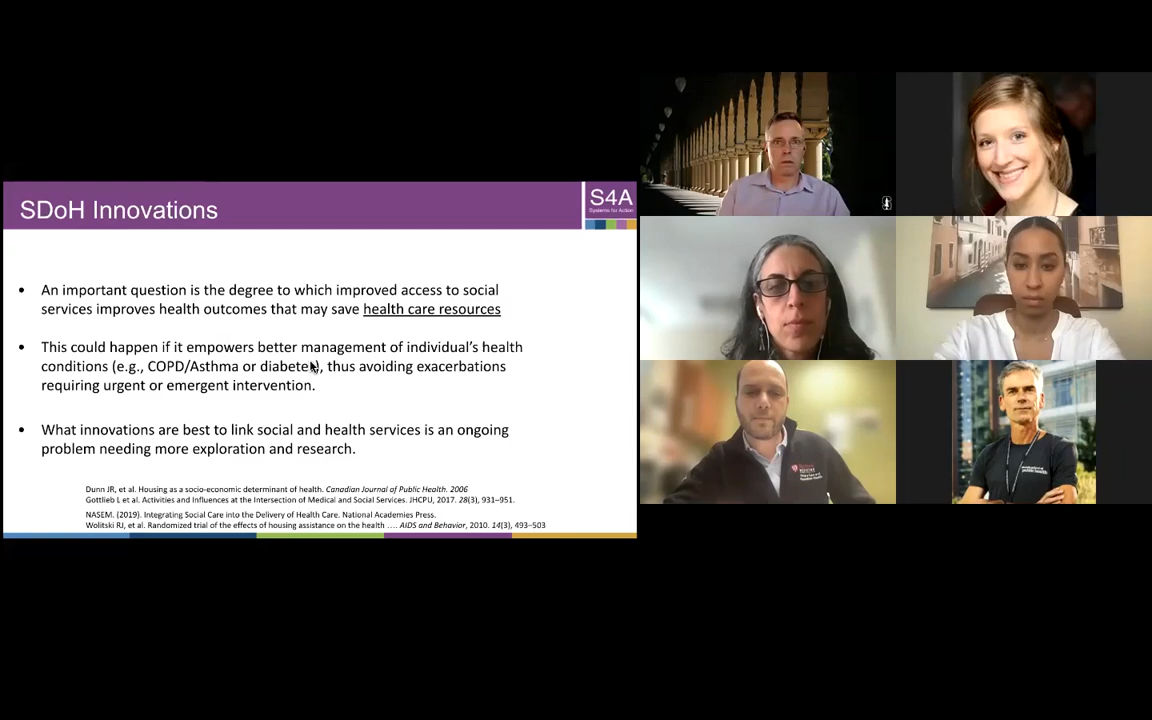 SDoH Innovations
S4A
Systems for Action
• An important question is the degree to which improved access to social
services improves health outcomes that may save health care resources
• This could happen if it empowers better management of individual's health
conditions (e.g., COPD/Asthma or diabetes), thus avoiding exacerbations
requiring urgent or emergent intervention.
• What innovations are best to link social and health services is an ongoing
problem needing more exploration and research.
Dunn JR, et al. Housing as a socio-economic determinant of health. Canadian Journal of Public Health. 2006
Gottlieb L et al. Activities and Influences at the Intersection of Medical and Social Services. JHCPU, 2017. 28(3), 931–951.
NASEM. (2019). Integrating Social Care into the Delivery of Health Care. National Academies Press.
Wolitski RJ, et al. Randomized trial of the effects of housing assistance on the health .... AIDS and Behavior, 2010. 14(3), 493–503